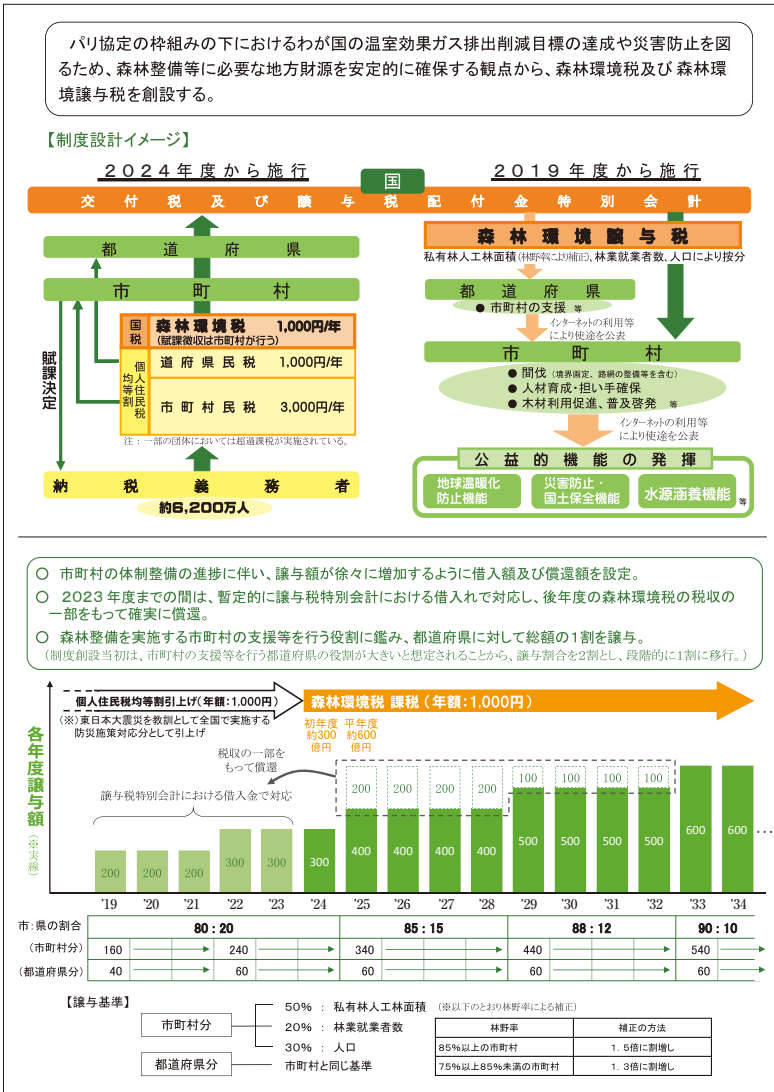 パリ協定の枠組みの下におけるわが国の温室効果ガス排出削減目標の達成や災害防止を図
るため、森林整備等に必要な地方財源を安定的に確保する観点から、森林環境税及び 森林環
境譲与税を創設する。
【制度設計イメージ】
2024年度から施行
国
2019年度から施行
交付税及び譲与税配付金特別会計
都道府県
市町村
国税
森林環境税 1,000円/年
(賦課徴収は市町村が行う)
個人住民税
均等割
道府県民税 1,000円/年
市町村民税 3,000円/年
注:一部の団体においては超過課税が実施されている。
賦課決定
納税義務者
約6,200万人
森林環境譲与税
私有林人工林面積(林野率により補正)、林業就業者数、人口により按分
都道府県
● 市町村の支援 等
インターネットの利用等
により使途を公表
市町村
● 間伐(境界画定、路網の整備等を含む)
● 人材育成・担い手確保
● 木材利用促進、普及啓発 等
インターネットの利用等
により使途を公表
公益的機能の発揮
地球温暖化
防止機能
災害防止・
国土保全機能
水源涵養機能
等
○ 市町村の体制整備の進捗に伴い、譲与額が徐々に増加するように借入額及び償還額を設定。
○ 2023年度までの間は、暫定的に譲与税特別会計における借入れで対応し、後年度の森林環境税の税収の
一部をもって確実に償還。
○ 森林整備を実施する市町村の支援等を行う役割に鑑み、都道府県に対して総額の1割を譲与。
(制度創設当初は、市町村の支援等を行う都道府県の役割が大きいと想定されることから、譲与割合を2割とし、段階的に1割に移行。)
個人住民税均等割引上げ(年額:1,000円)
森林環境税 課税(年額:1,000円)
(※)東日本大震災を教訓として全国で実施する
防災施策対応分として引上げ
初年度
約300
億円
平年度
約600
億円
各年度譲与額
(※実線)
税収の一部を
もって償還
譲与税特別会計における借入金で対応
200 200 200 200 100 100 100 100
200 200 200 300 300 300 400 400 400 400 500 500 500 500 600 600 …
'19 '20 '21 '22 '23 '24 '25 '26 '27 '28 '29 '30 '31 '32 '33 '34
市:県の割合 80:20 85:15 88:12 90:10
(市町村分) 160 240 340 440 540
(都道府県分) 40 60 60 60 60
【譲与基準】
市町村分
50% : 私有林人工林面積 (※以下のとおり林野率による補正)
20% : 林業就業者数
30% : 人口
都道府県分 市町村と同じ基準
林野率 補正の方法
85%以上の市町村 1.5倍に割増し
75%以上85%未満の市町村 1.3倍に割増し